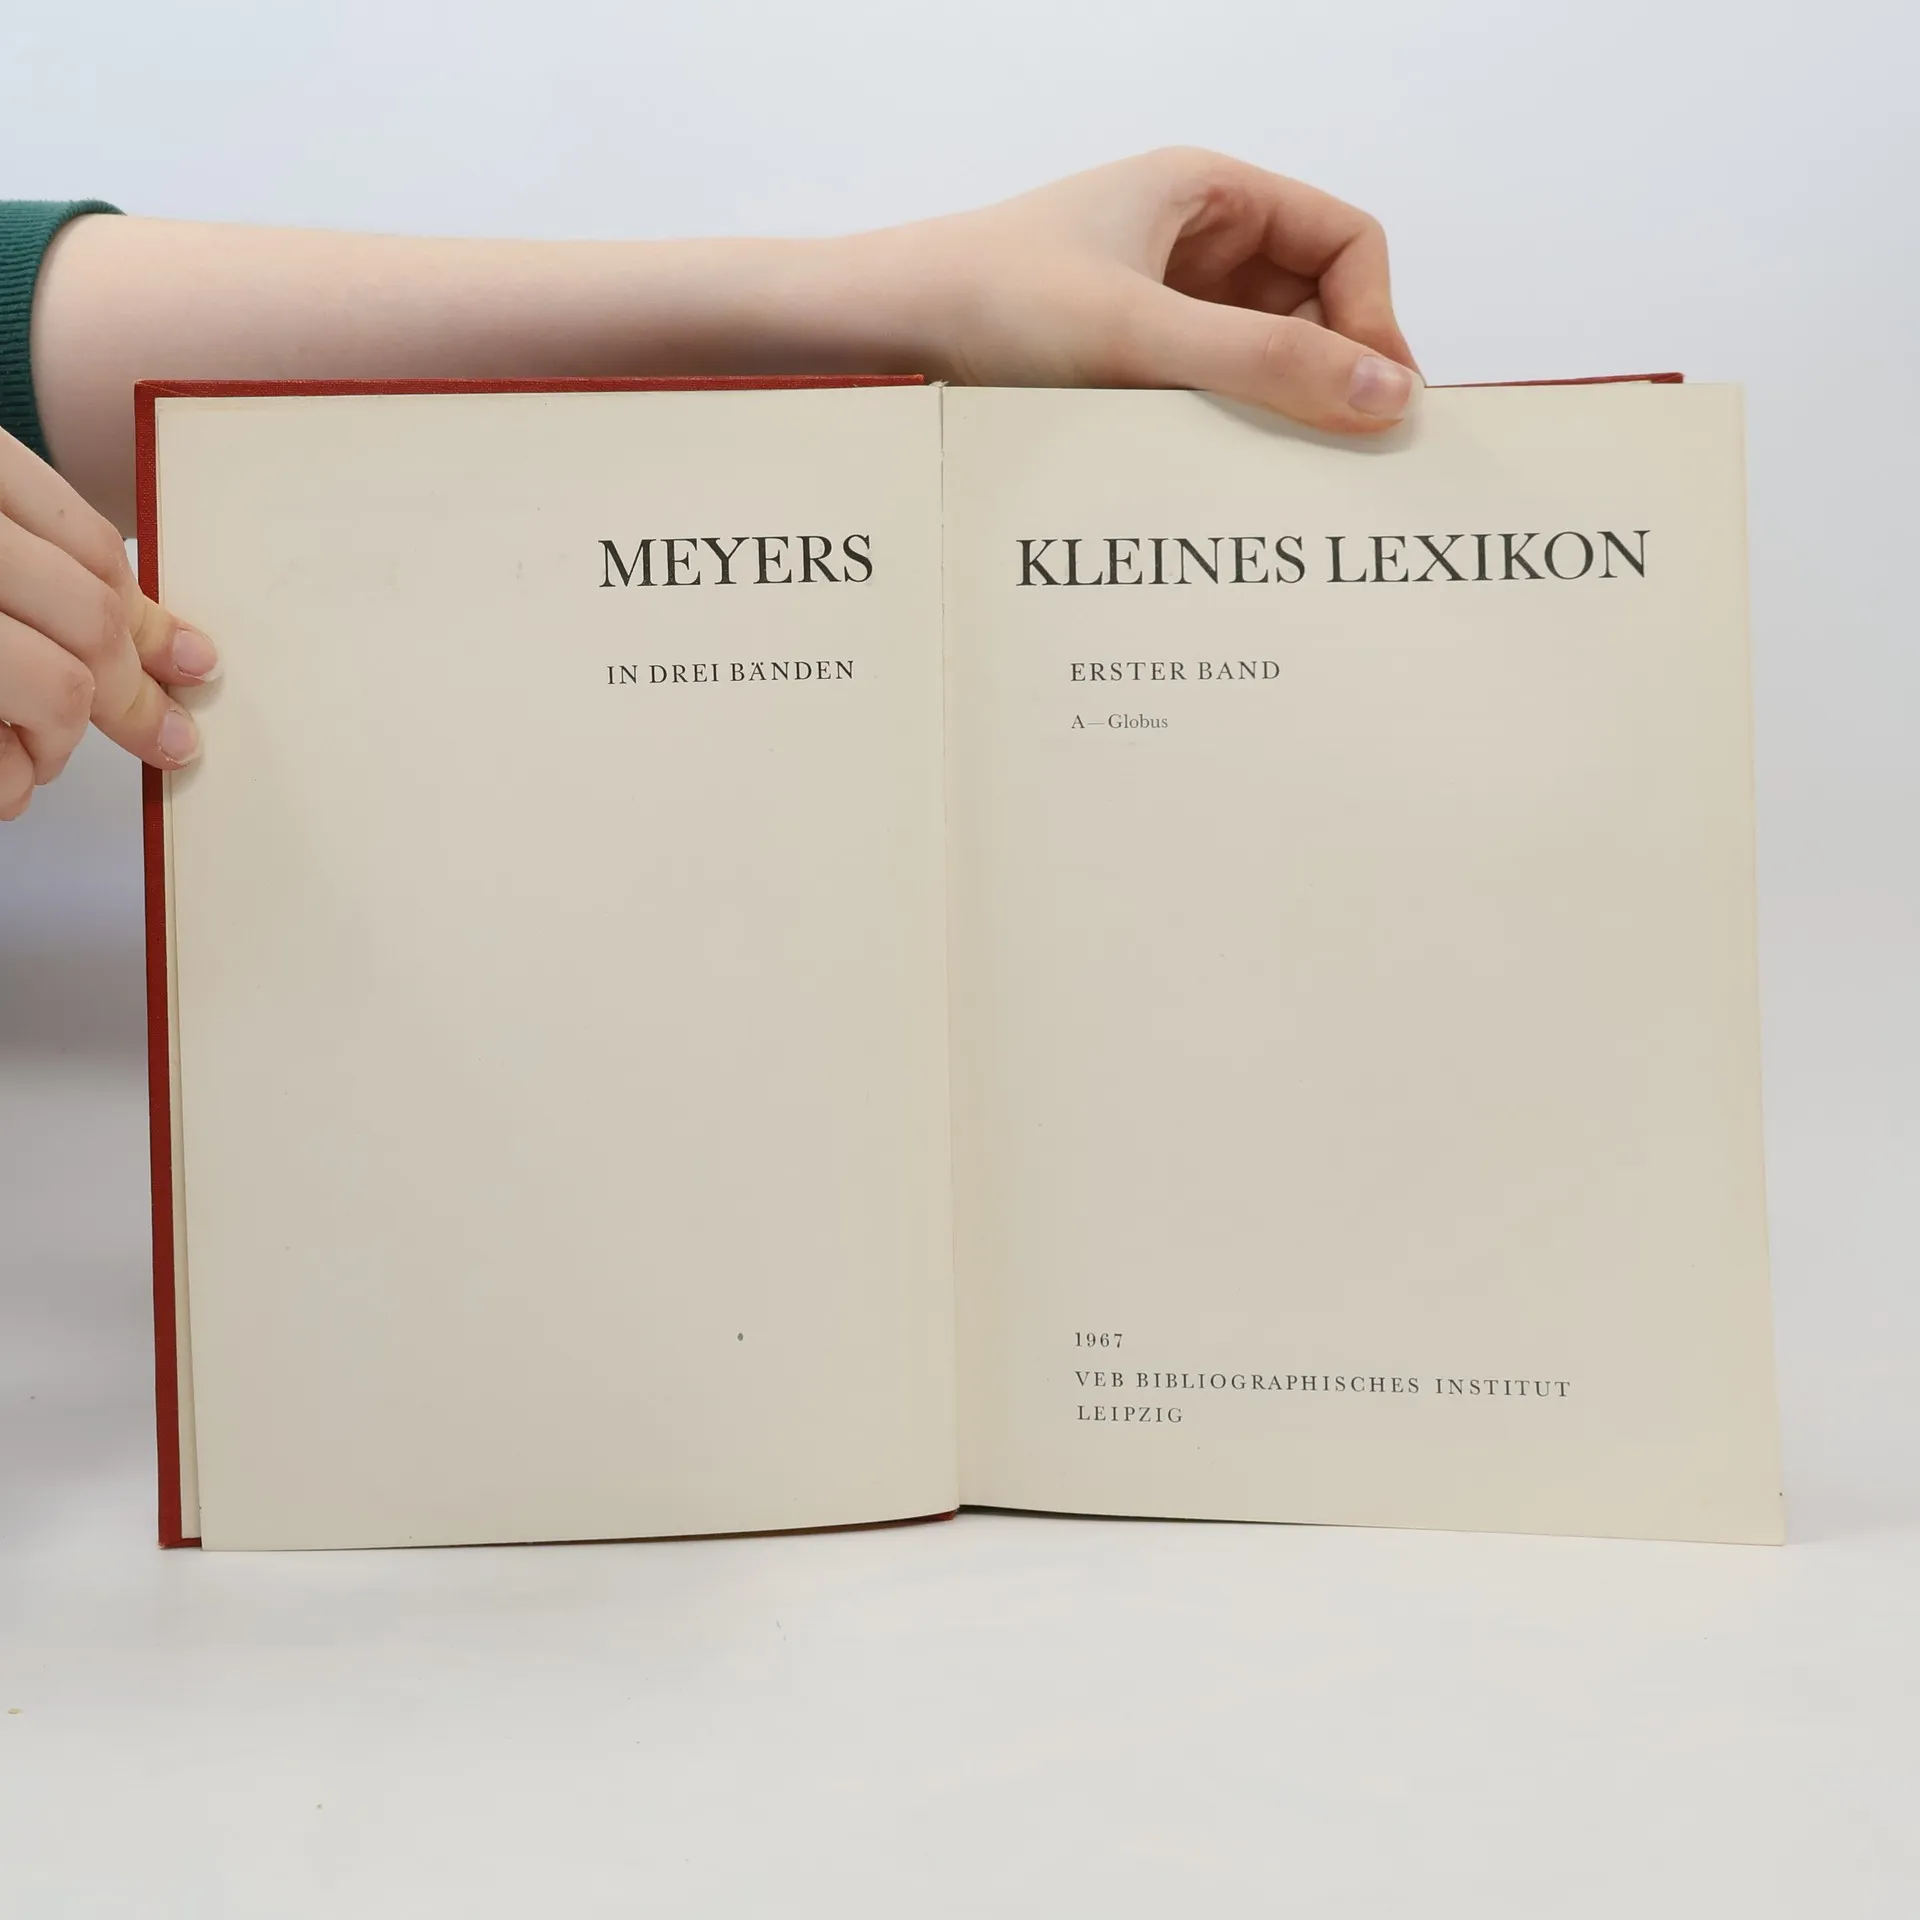 MEYERS KLEINES LEXIKON
IN DREI BÄNDEN
ERSTER BAND
A—Globus
1967
VEB BIBLIOGRAPHISCHES INSTITUT
LEIPZIG